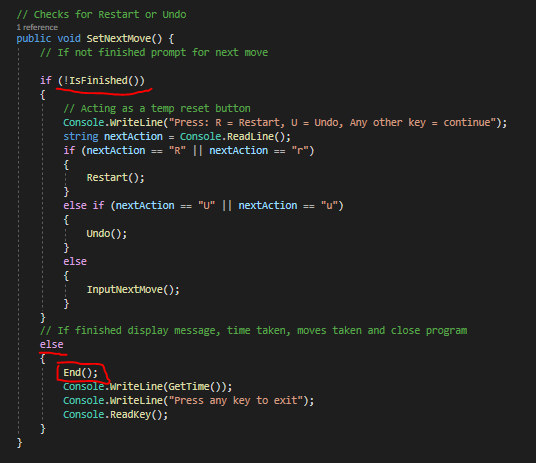 // Checks for Restart or Undo
1 reference
public void SetNextMove() {
// If not finished prompt for next move
if (!IsFinished())
{
// Acting as a temp reset button
Console.WriteLine("Press: R = Restart, U = Undo, Any other key = continue");
string nextAction = Console.ReadLine();
if (nextAction == "R" || nextAction == "r")
{
Restart();
}
else if (nextAction == "U" || nextAction == "u")
{
Undo();
}
else
{
InputNextMove();
}
}
// If finished display message, time taken, moves taken and close program
else
{
End();
Console.WriteLine(GetTime());
Console.WriteLine("Press any key to exit");
Console.ReadKey();
}
}